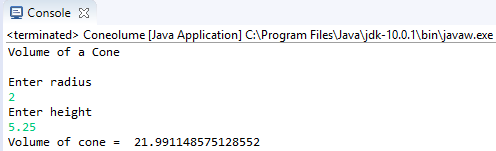 Console
<terminated> Coneolume [Java Application] C:\Program Files\Java\jdk-10.0.1\bin\javaw.exe
Volume of a Cone
Enter radius
2
Enter height
5.25
Volume of cone =  21.991148575128552